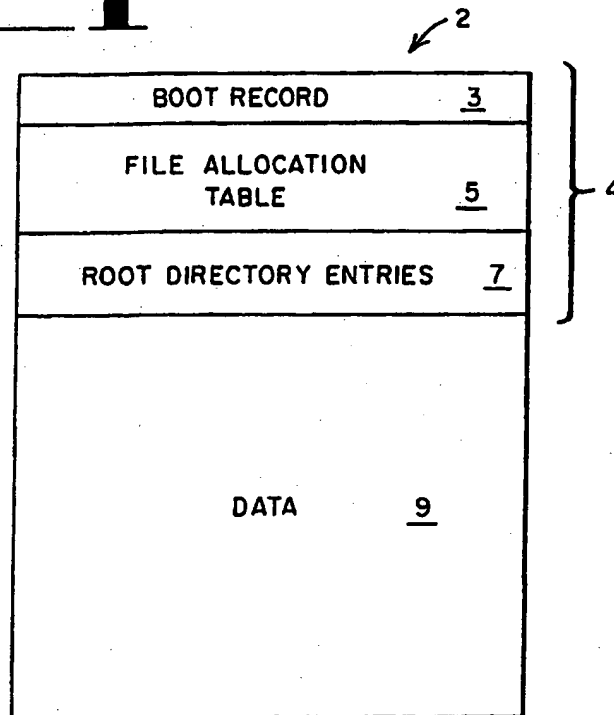 2
BOOT RECORD 3
FILE ALLOCATION
TABLE 5
4
ROOT DIRECTORY ENTRIES 7
DATA 9